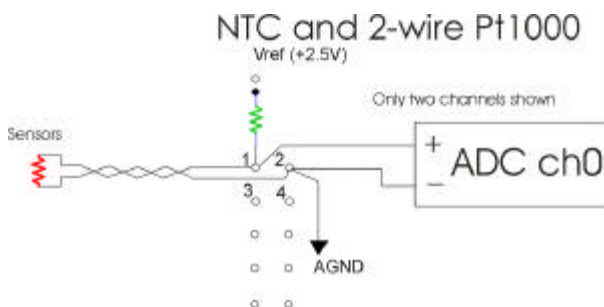 NTC and 2-wire Pt1000
Vref (+2.5V)
Only two channels shown
Sensors
+
ADC ch0
−
1 2
3 4
AGND